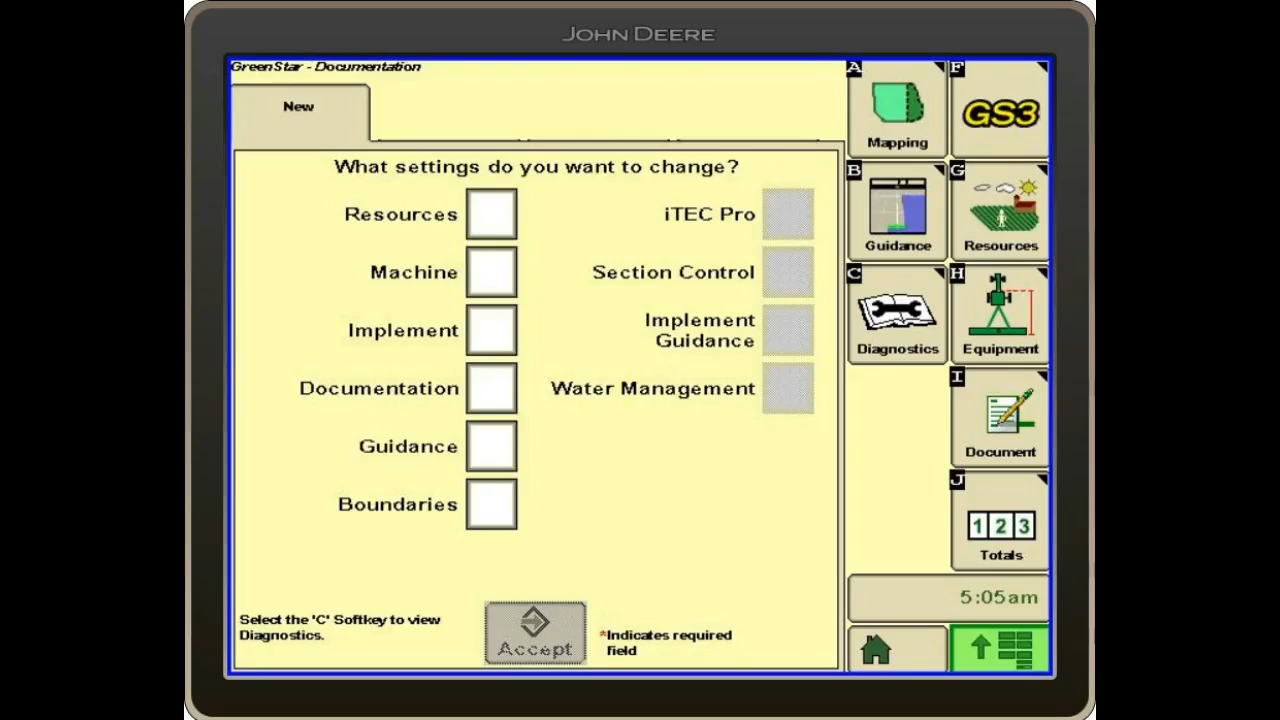 JOHN DEERE
GreenStar - Documentation
New
What settings do you want to change?
Resources
iTEC Pro
Machine
Section Control
Implement
Implement
Guidance
Documentation
Water Management
Guidance
Boundaries
Select the 'C' Softkey to view
Diagnostics.
Accept
*Indicates required
field
A
Mapping
F
GS3
B
Guidance
G
Resources
C
Diagnostics
H
Equipment
I
Document
J
1 2 3
Totals
5:05am